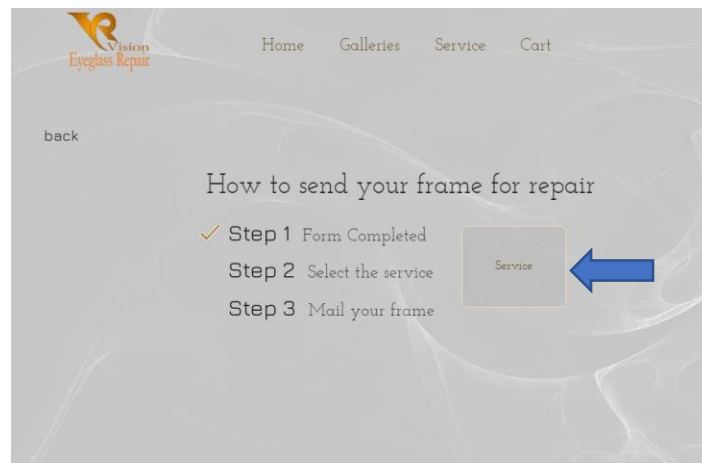 Vision
Eyeglass Repair
Home Galleries Service Cart
back
How to send your frame for repair
Step 1 Form Completed
Step 2 Select the service
Service
Step 3 Mail your frame